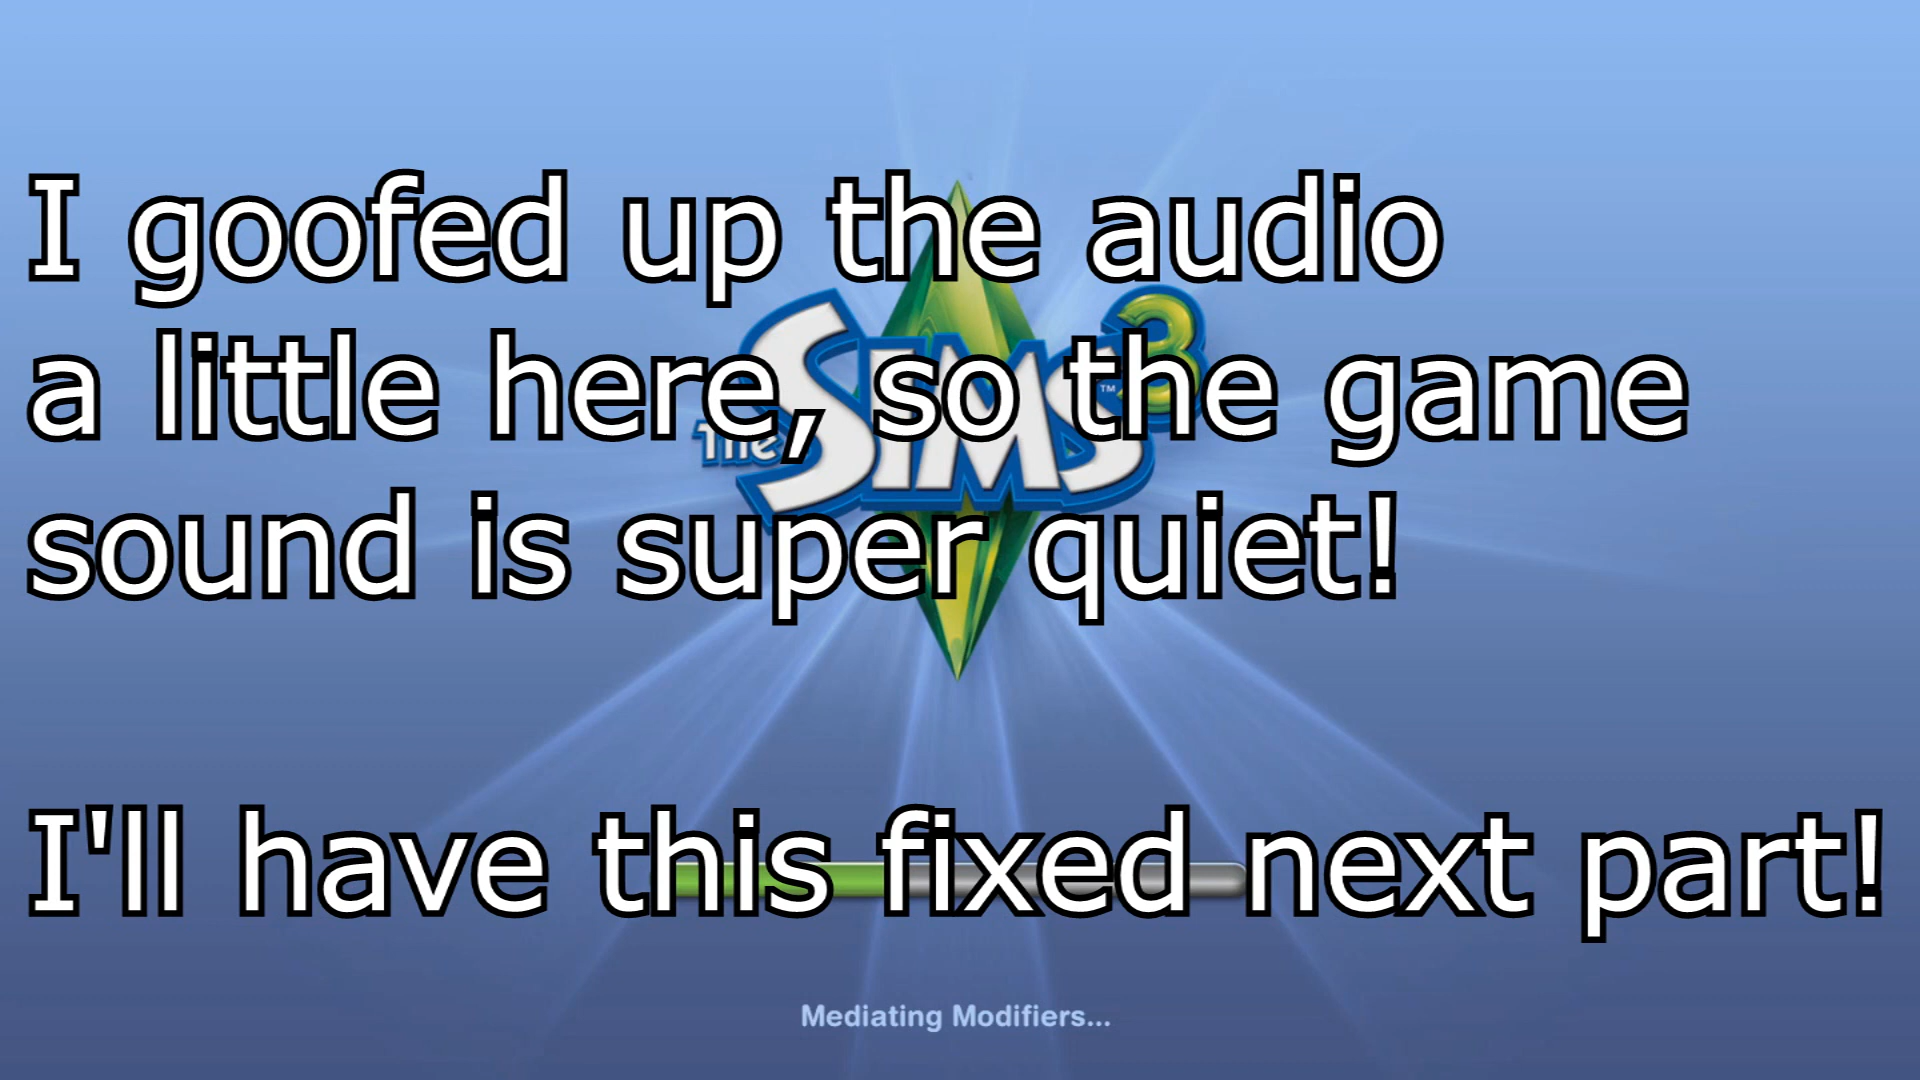 I goofed up the audio
a little here, so the game
sound is super quiet!
The SIMS 3
™
I'll have this fixed next part!
Mediating Modifiers...